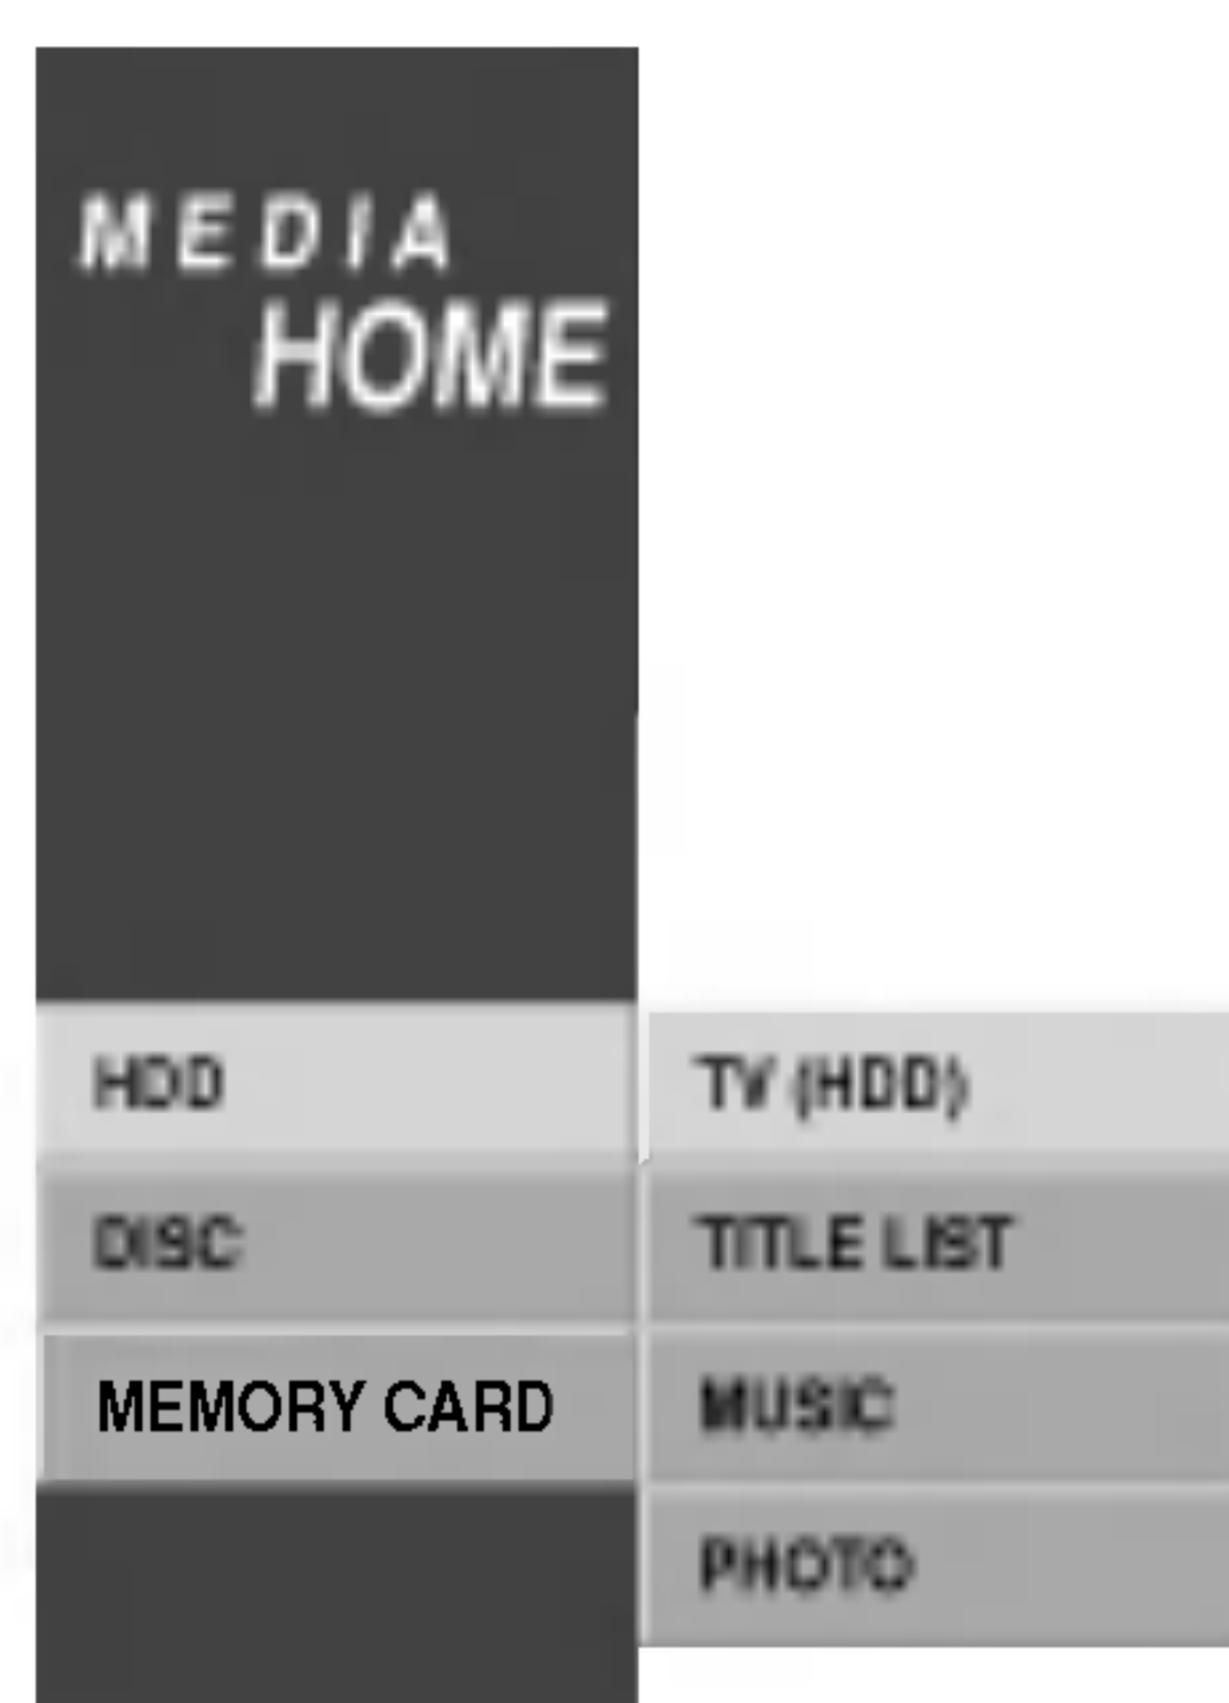 MEDIA
HOME
HDD
DISC
MEMORY CARD
TV (HDD)
TITLE LIST
MUSIC
PHOTO